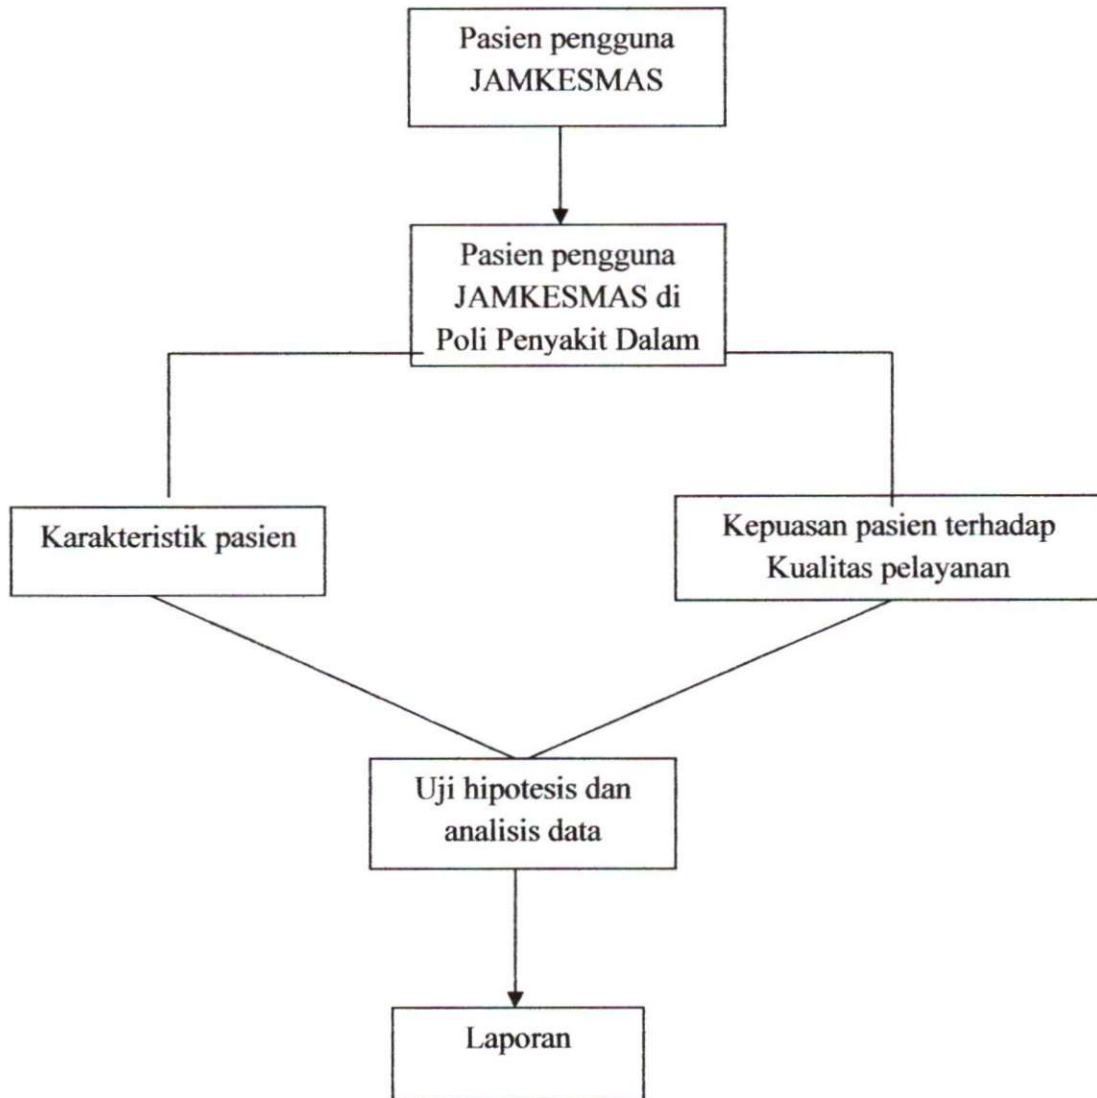 Pasien pengguna
JAMKESMAS
Pasien pengguna
JAMKESMAS di
Poli Penyakit Dalam
Karakteristik pasien
Kepuasan pasien terhadap
Kualitas pelayanan
Uji hipotesis dan
analisis data
Laporan